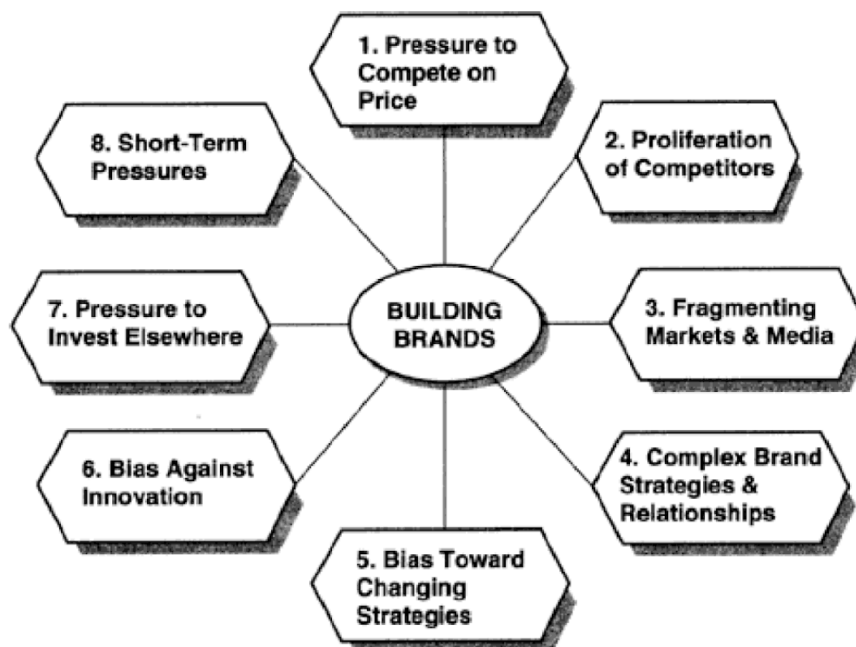 1. Pressure to
Compete on
Price
2. Proliferation
of Competitors
3. Fragmenting
Markets & Media
4. Complex Brand
Strategies &
Relationships
5. Bias Toward
Changing
Strategies
6. Bias Against
Innovation
7. Pressure to
Invest Elsewhere
8. Short-Term
Pressures
BUILDING
BRANDS